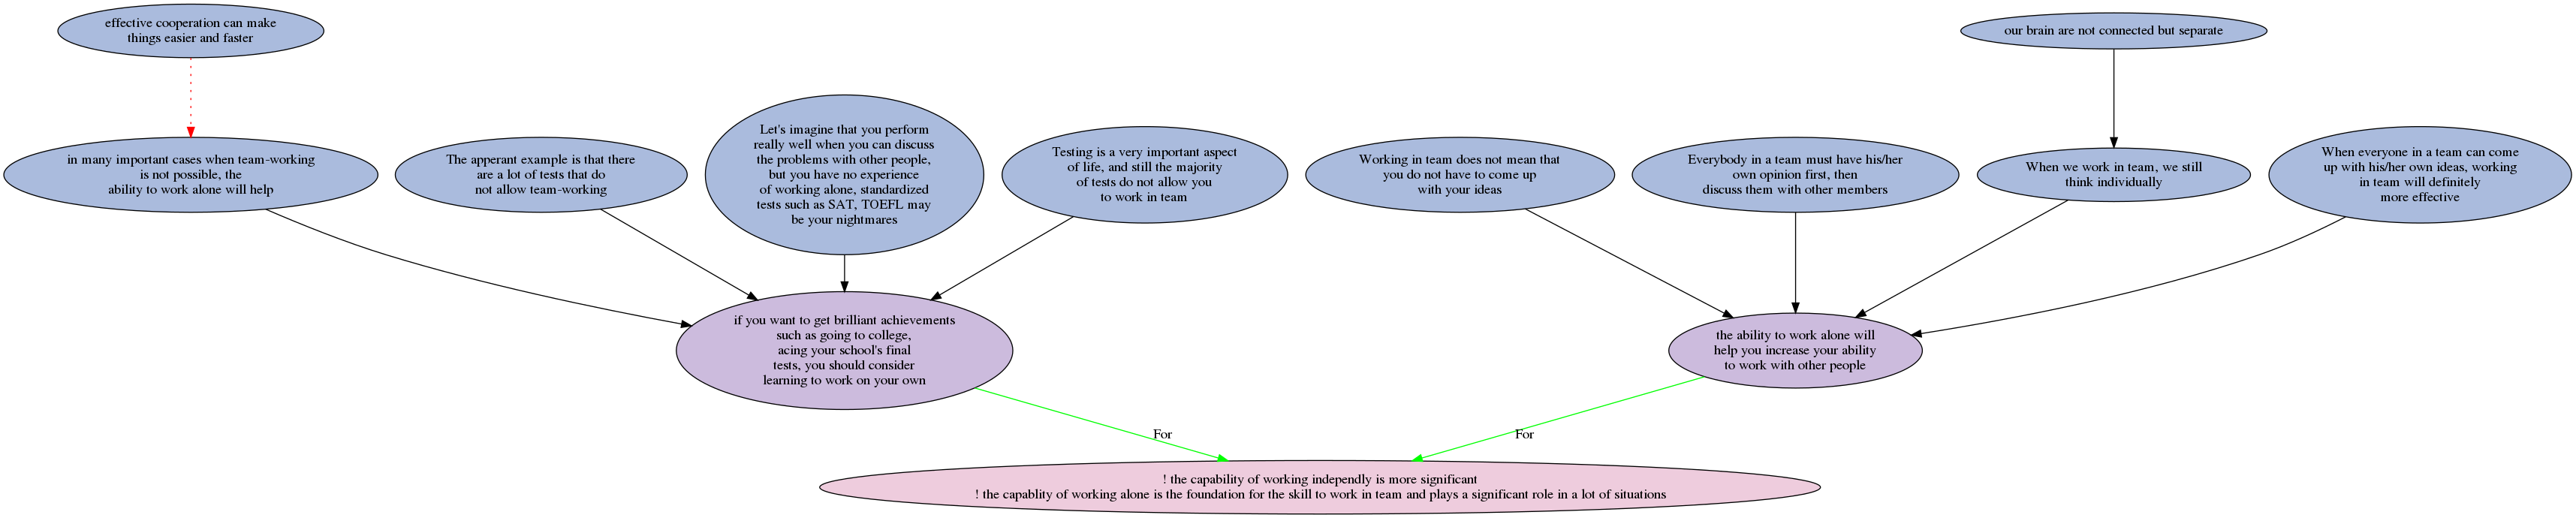 effective cooperation can make
things easier and faster
our brain are not connected but separate
in many important cases when team-working
is not possible, the
ability to work alone will help
The apperant example is that there
are a lot of tests that do
not allow team-working
Let's imagine that you perform
really well when you can discuss
the problems with other people,
but you have no experience
of working alone, standardized
tests such as SAT, TOEFL may
be your nightmares
Testing is a very important aspect
of life, and still the majority
of tests do not allow you
to work in team
Working in team does not mean that
you do not have to come up
with your ideas
Everybody in a team must have his/her
own opinion first, then
discuss them with other members
When we work in team, we still
think individually
When everyone in a team can come
up with his/her own ideas, working
in team will definitely
more effective
if you want to get brilliant achievements
such as going to college,
acing your school's final
tests, you should consider
learning to work on your own
the ability to work alone will
help you increase your ability
to work with other people
For
For
! the capability of working independly is more significant
! the capablity of working alone is the foundation for the skill to work in team and plays a significant role in a lot of situations